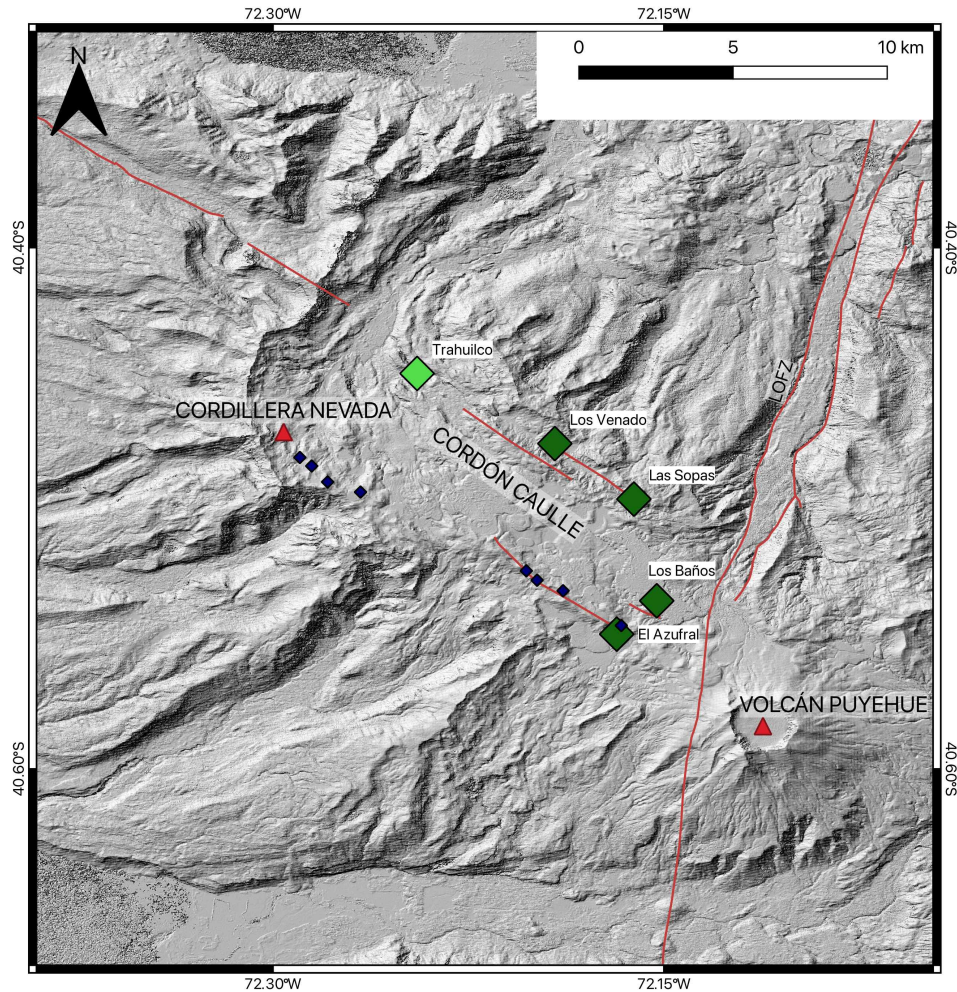 72.30°W
72.15°W
N
0
5
10 km
40.40°S
40.40°S
Trahuilco
LOFZ
CORDILLERA NEVADA
Los Venado
CORDÓN CAULLE
Las Sopas
Los Baños
El Azufral
VOLCÁN PUYEHUE
40.60°S
40.60°S
72.30°W
72.15°W